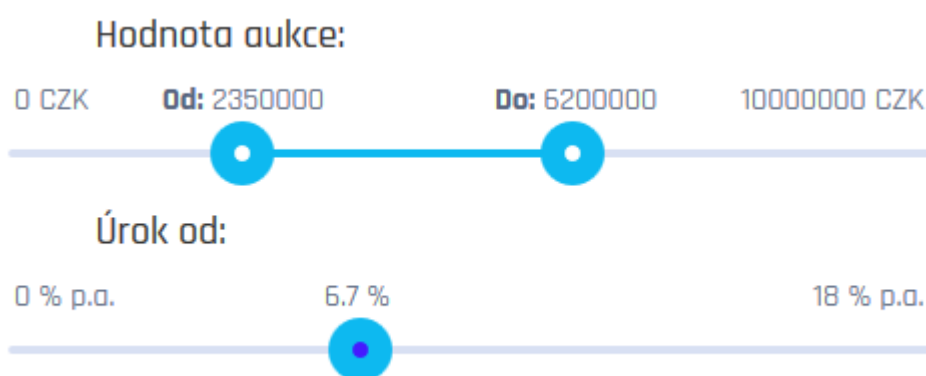 Hodnota aukce:
0 CZK Od: 2350000 Do: 6200000 10000000 CZK
Úrok od:
0 % p.a. 6.7 % 18 % p.a.